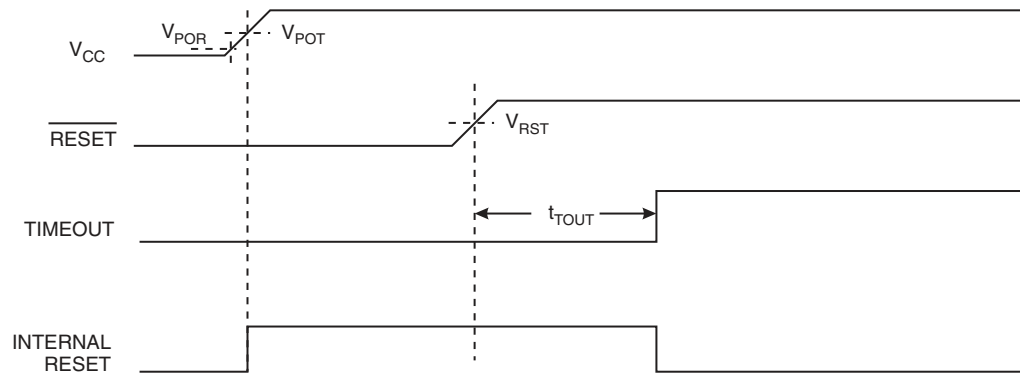 V_POR
V_POT
V_CC
RESET
V_RST
TIMEOUT
t_TOUT
INTERNAL
RESET